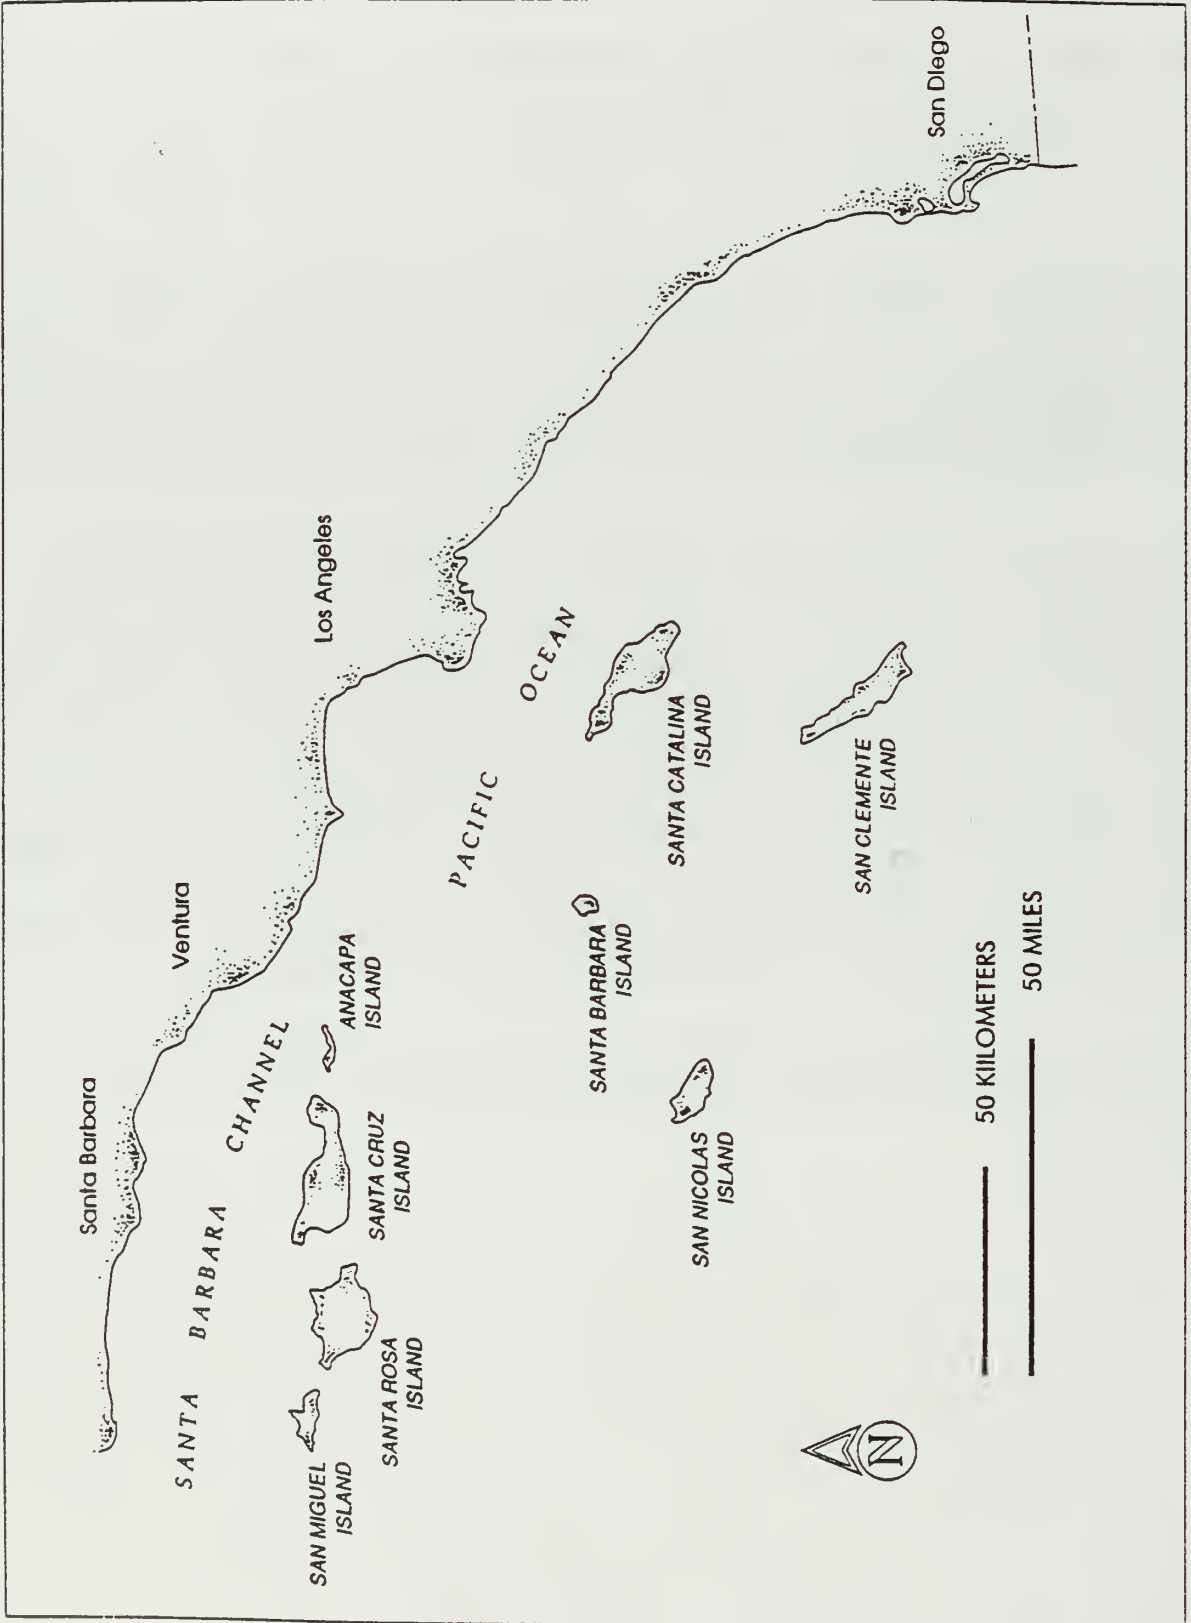 Santa Barbara
Ventura
Los Angeles
San Diego
SANTA BARBARA CHANNEL
PACIFIC OCEAN
SAN MIGUEL
ISLAND
SANTA ROSA
ISLAND
SANTA CRUZ
ISLAND
ANACAPA
ISLAND
SANTA BARBARA
ISLAND
SAN NICOLAS
ISLAND
SANTA CATALINA
ISLAND
SAN CLEMENTE
ISLAND
N
50 KIILOMETERS
50 MILES